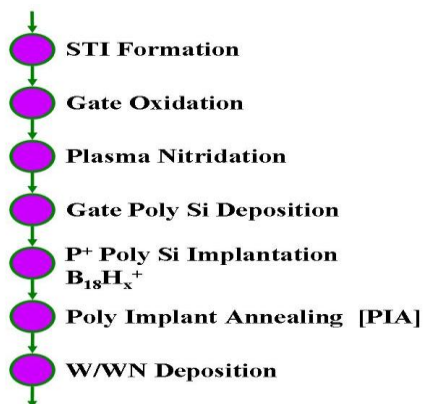 STI Formation
Gate Oxidation
Plasma Nitridation
Gate Poly Si Deposition
P⁺ Poly Si Implantation
B₁₈Hₓ⁺
Poly Implant Annealing [PIA]
W/WN Deposition